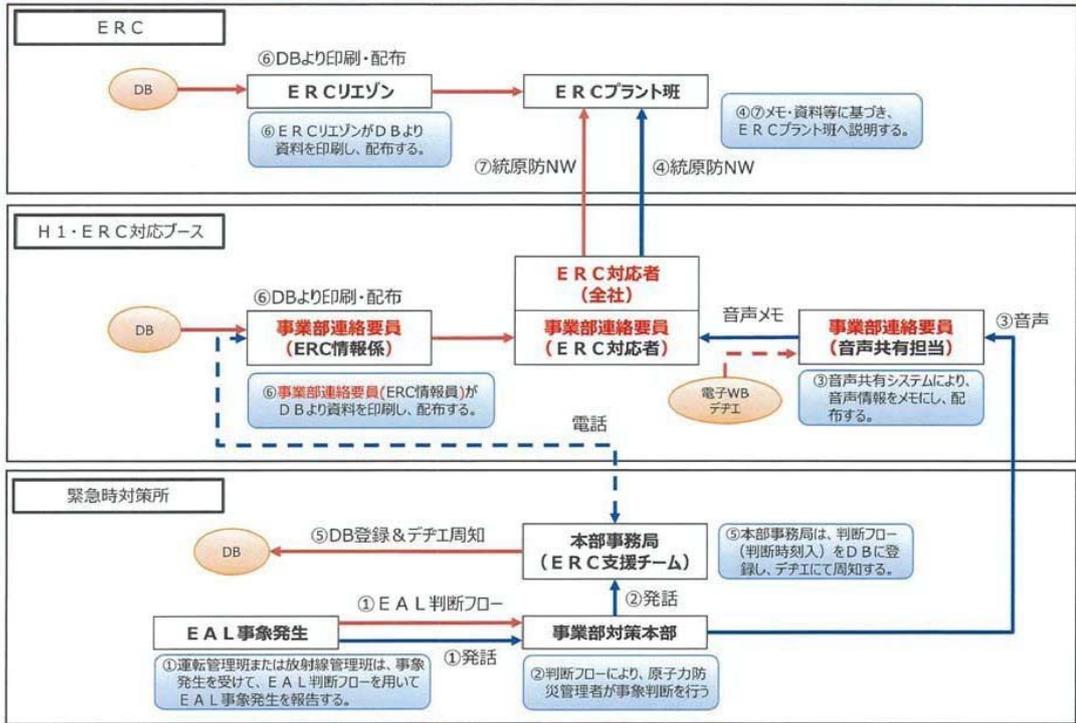 ＥＲＣ
⑥DBより印刷・配布
DB
ＥＲＣリエゾン
ＥＲＣプラント班
⑥ＥＲＣリエゾンがＤＢより
資料を印刷し、配布する。
④⑦メモ・資料等に基づき、
ＥＲＣプラント班へ説明する。
⑦統原防NW
④統原防NW
Ｈ１・ＥＲＣ対応ブース
ＥＲＣ対応者
（全社）
⑥DBより印刷・配布
DB
事業部連絡要員
(ERC情報係)
事業部連絡要員
（ＥＲＣ対応者）
音声メモ
事業部連絡要員
（音声共有担当）
③音声
⑥事業部連絡要員(ERC情報員)が
ＤＢより資料を印刷し、配布する。
電子WB
デヂエ
③音声共有システムにより、
音声情報をメモにし、配
布する。
電話
緊急時対策所
⑤DB登録＆デヂエ周知
DB
本部事務局
（ＥＲＣ支援チーム）
⑤本部事務局は、判断フロー
（判断時刻入）をＤＢに登
録し、デヂエにて周知する。
①ＥＡＬ判断フロー
②発話
ＥＡＬ事象発生
事業部対策本部
①発話
①運転管理班または放射線管理班は、事象
発生を受けて、ＥＡＬ判断フローを用いて
ＥＡＬ事象発生を報告する。
②判断フローにより、原子力防
災管理者が事象判断を行う